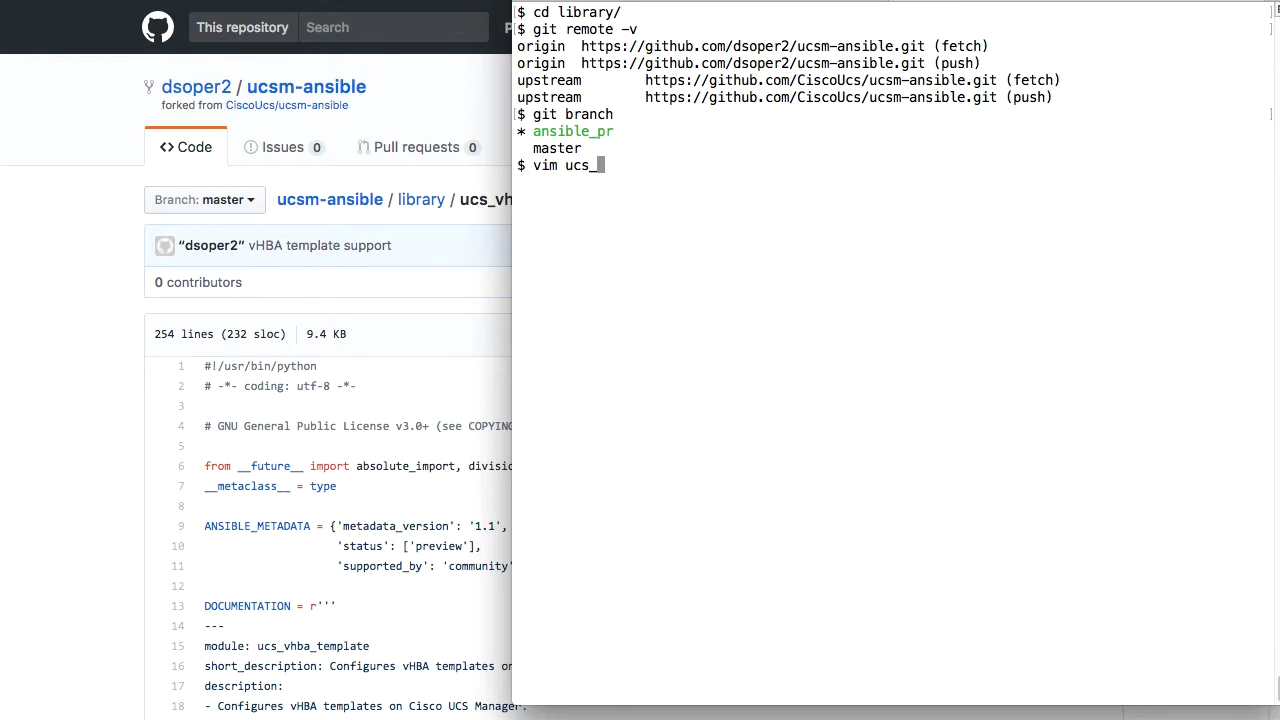 This repository
Search
dsoper2 / ucsm-ansible
forked from CiscoUcs/ucsm-ansible
<> Code
Issues 0
Pull requests 0
Branch: master
ucsm-ansible / library / ucs_vh
“dsoper2” vHBA template support
0 contributors
254 lines (232 sloc) 9.4 KB
1 #!/usr/bin/python
2 # -*- coding: utf-8 -*-
3
4 # GNU General Public License v3.0+ (see COPYING
5
6 from __future__ import absolute_import, divisio
7 __metaclass__ = type
8
9 ANSIBLE_METADATA = {'metadata_version': '1.1',
10 'status': ['preview'],
11 'supported_by': 'community'
12
13 DOCUMENTATION = r'''
14 ---
15 module: ucs_vhba_template
16 short_description: Configures vHBA templates on
17 description:
18 - Configures vHBA templates on Cisco UCS Manager.
[$ cd library/ ]
[$ git remote -v ]
origin https://github.com/dsoper2/ucsm-ansible.git (fetch)
origin https://github.com/dsoper2/ucsm-ansible.git (push)
upstream https://github.com/CiscoUcs/ucsm-ansible.git (fetch)
upstream https://github.com/CiscoUcs/ucsm-ansible.git (push)
[$ git branch ]
* ansible_pr
master
$ vim ucs_